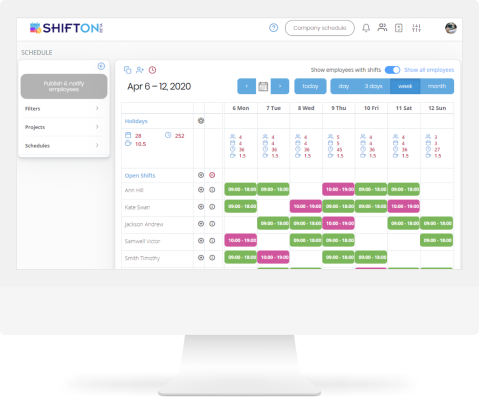 SHIFTON
Company schedule
SCHEDULE
Publish & notify
employees
Filters
Projects
Schedules
Show employees with shifts
Show all employees
Apr 6 – 12, 2020
today
day
3 days
week
month
6 Mon 7 Tue 8 Wed 9 Thu 10 Fri 11 Sat 12 Sun
Holidays
28 252 4 4 4 5 4 4 3
10.5 4 4 4 5 4 4 3
36 36 36 45 36 36 27
1.5 1.5 1.5 1.5 1.5 1.5 1.5
Open Shifts
Ann Hill 09:00 - 18:00 09:00 - 18:00 10:00 - 19:00 09:00 - 18:00 09:00 - 18:00
Kate Swan 09:00 - 18:00 10:00 - 19:00 09:00 - 18:00 09:00 - 18:00 10:00 - 19:00
Jackson Andrew 09:00 - 18:00 09:00 - 18:00 10:00 - 19:00 09:00 - 18:00 09:00 - 18:00
Samwell Victor 10:00 - 19:00 09:00 - 18:00 09:00 - 18:00 09:00 - 18:00
Smith Timothy 09:00 - 18:00 10:00 - 19:00 09:00 - 18:00 09:00 - 18:00